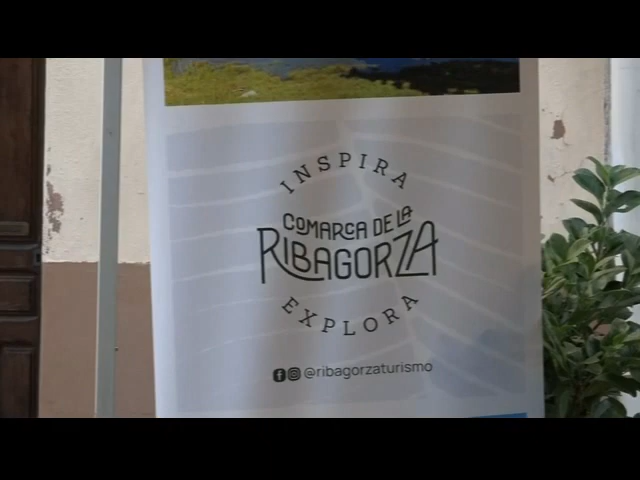 INSPIRA
COMARCA DE LA
RIBAGORZA
EXPLORA
@ribagorzaturismo